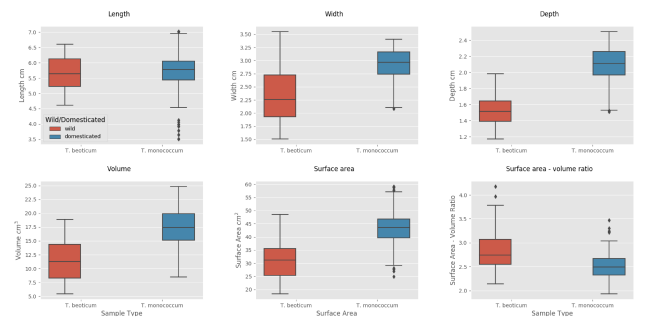 Length
Width
Depth
Length cm
7.0
6.5
6.0
5.5
5.0
4.5
4.0
3.5
Wild/Domesticated
wild
domesticated
T. beoticum
T. monococcum
Width cm
3.50
3.25
3.00
2.75
2.50
2.25
2.00
1.75
1.50
T. beoticum
T. monococcum
Depth cm
2.4
2.2
2.0
1.8
1.6
1.4
1.2
T. beoticum
T. monococcum
Volume
Surface area
Surface area - volume ratio
Volume cm³
25.0
22.5
20.0
17.5
15.0
12.5
10.0
7.5
5.0
T. beoticum
T. monococcum
Sample Type
Surface Area cm²
60
55
50
45
40
35
30
25
20
T. beoticum
T. monococcum
Surface Area
Surface Area - Volume Ratio
4.0
3.5
3.0
2.5
2.0
T. beoticum
T. monococcum
Sample Type